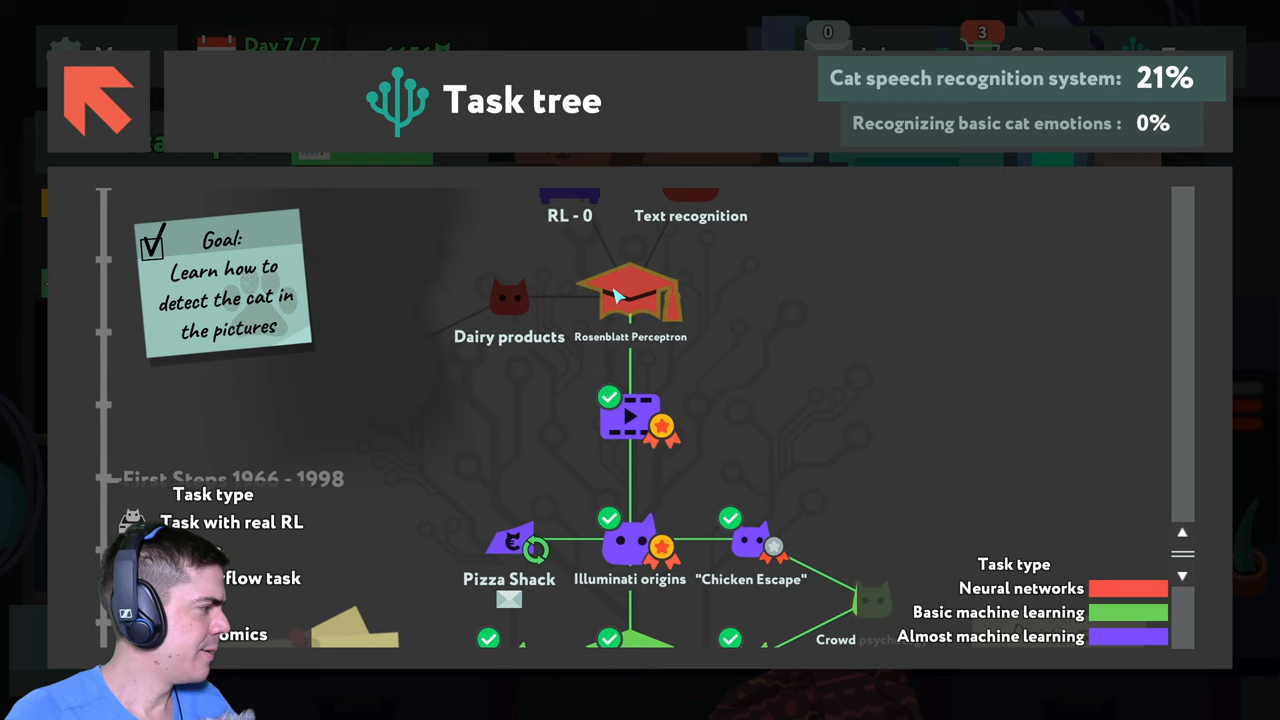 Day 7 / 7
0
3
Task tree
Cat speech recognition system: 21%
Recognizing basic cat emotions : 0%
RL - 0
Text recognition
Goal:
Learn how to
detect the cat in
the pictures
Dairy products
Rosenblatt Perceptron
First Steps 1966 - 1998
Task type
Task with real RL
flow task
omics
Pizza Shack
Illuminati origins
"Chicken Escape"
Crowd
Task type
Neural networks
Basic machine learning
Almost machine learning